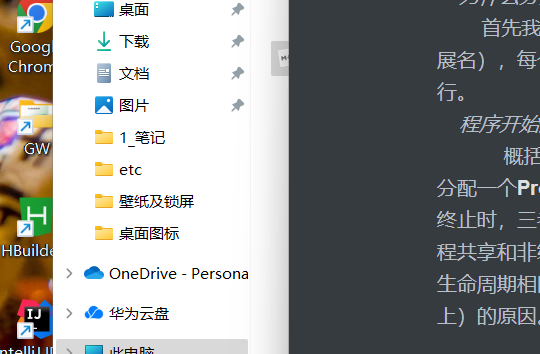 Google
Chrom
GW
HBuilde
IntelliJ
桌面
下载
文档
图片
1_笔记
etc
壁纸及锁屏
桌面图标
OneDrive - Persona
华为云盘
此电脑
首先我
展名），每个
行。
程序开始
概括
分配一个Pr
终止时，三
程共享和非
生命周期相
上）的原因。